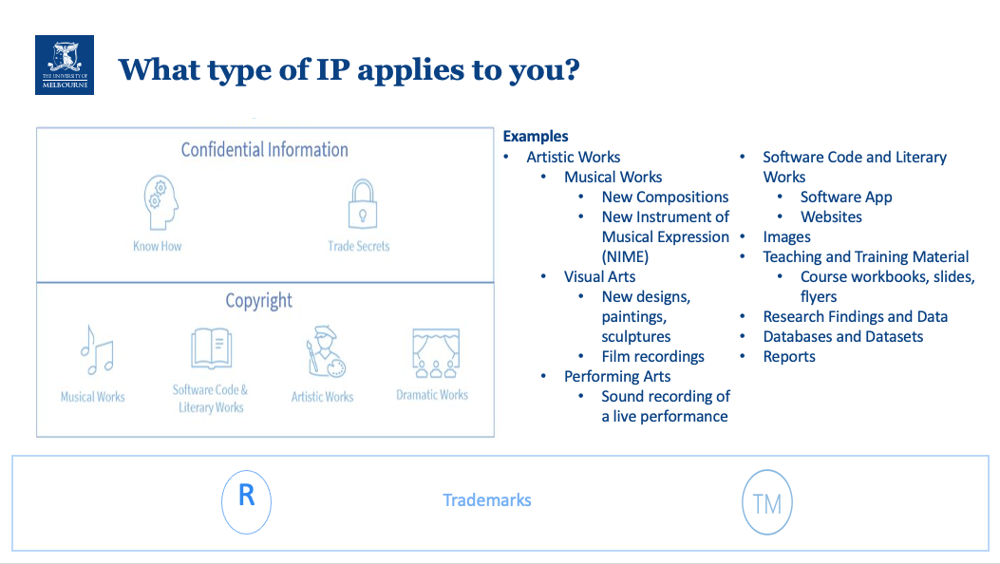 THE UNIVERSITY OF
MELBOURNE
What type of IP applies to you?
Confidential Information
Know How
Trade Secrets
Copyright
Musical Works
Software Code &
Literary Works
Artistic Works
Dramatic Works
Examples
• Artistic Works
• Musical Works
• New Compositions
• New Instrument of
Musical Expression
(NIME)
• Visual Arts
• New designs,
paintings,
sculptures
• Film recordings
• Performing Arts
• Sound recording of
a live performance
• Software Code and Literary
Works
• Software App
• Websites
• Images
• Teaching and Training Material
• Course workbooks, slides,
flyers
• Research Findings and Data
• Databases and Datasets
• Reports
R
Trademarks
TM